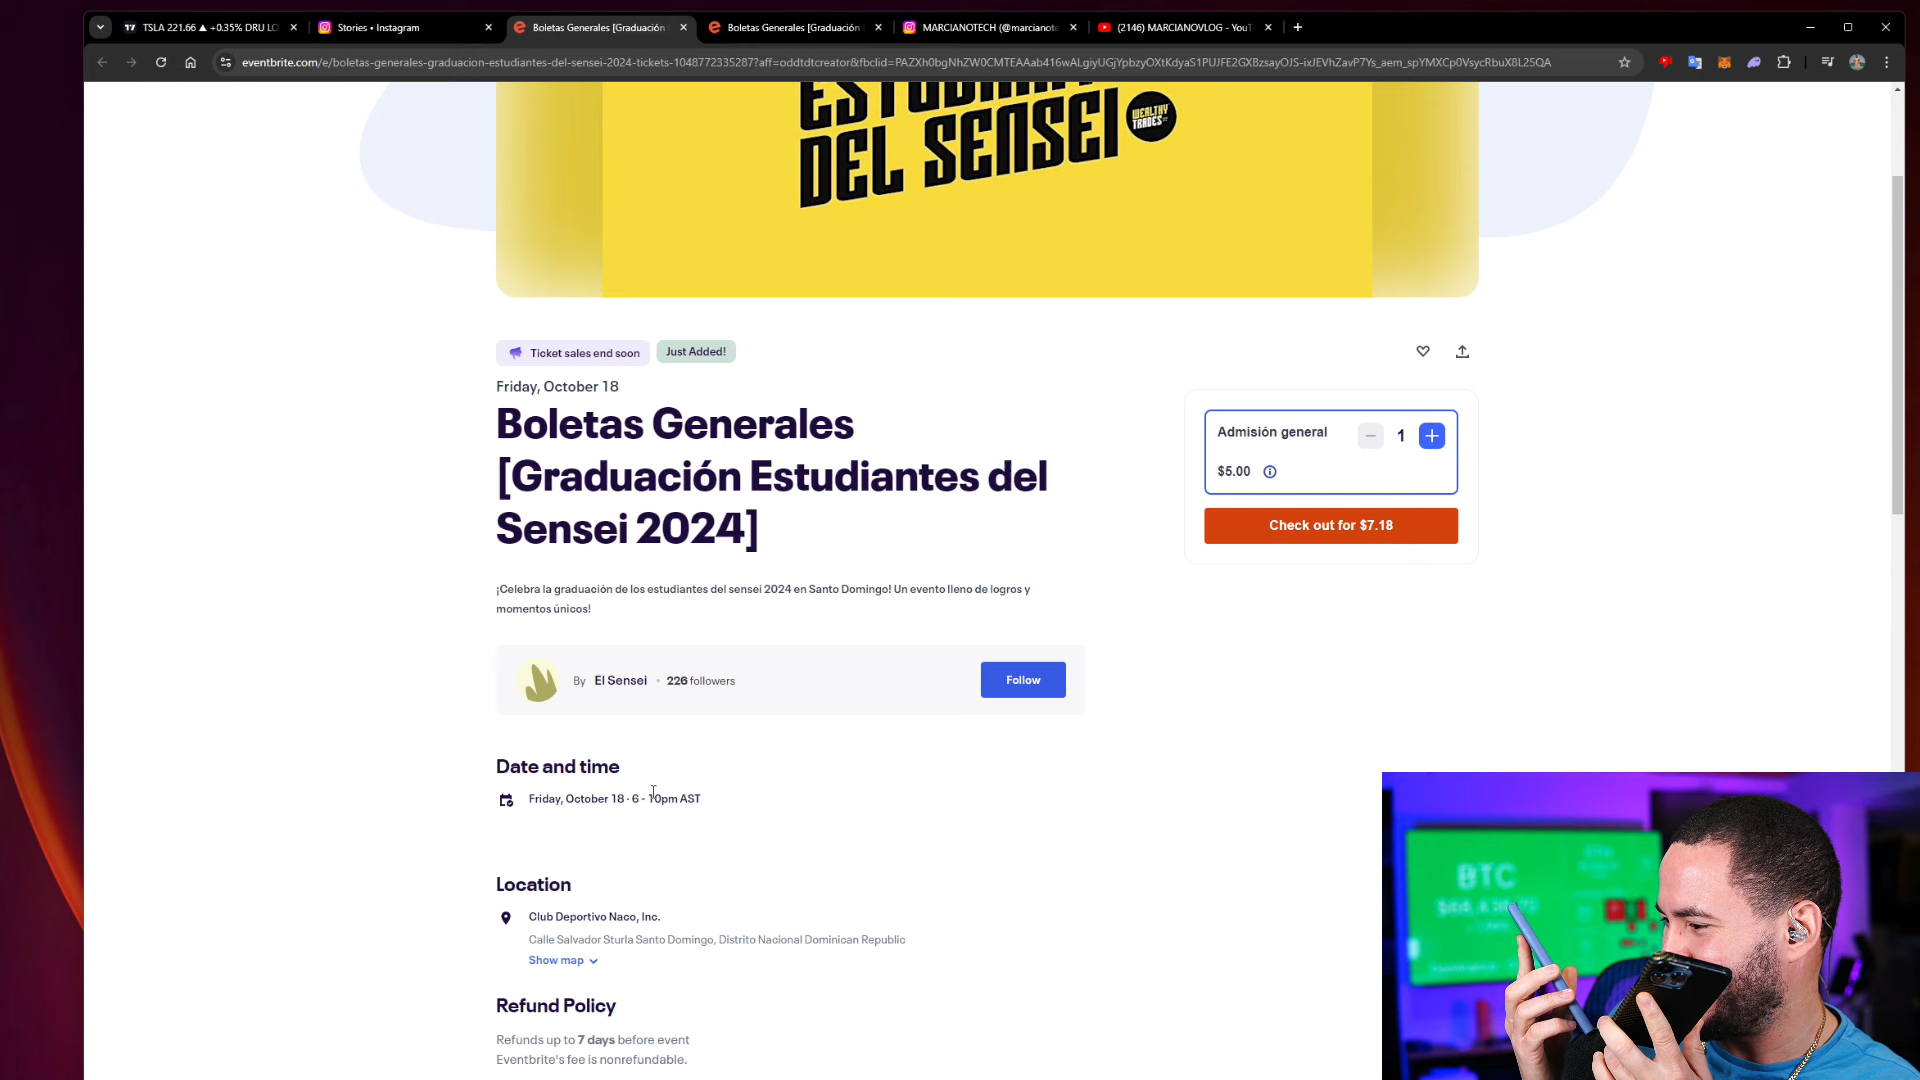 TSLA 221.66 ▲ +0.35% DRU LO
Stories • Instagram
Boletas Generales [Graduación
Boletas Generales [Graduación
MARCIANOTECH (@marcianote
(2146) MARCIANOVLOG - YouT
eventbrite.com/e/boletas-generales-graduacion-estudiantes-del-sensei-2024-tickets-1048772335287?aff=oddtdtcreator&fbclid=PAZXh0bgNhZW0CMTEAAab416wALgiyUGjYpbzyOXtKdyaS1PUJFE2GXBzsayOJS-ixJEVhZavP7Ys_aem_spYMXCp0VsycRbuX8L25QA
DEL SENSEI
WEALTHY
TRADES
Ticket sales end soon
Just Added!
Friday, October 18
Boletas Generales
[Graduación Estudiantes del
Sensei 2024]
Admisión general
1
$5.00
Check out for $7.18
¡Celebra la graduación de los estudiantes del sensei 2024 en Santo Domingo! Un evento lleno de logros y
momentos únicos!
By El Sensei • 226 followers
Follow
Date and time
Friday, October 18 · 6 - 10pm AST
Location
Club Deportivo Naco, Inc.
Calle Salvador Sturla Santo Domingo, Distrito Nacional Dominican Republic
Show map
Refund Policy
Refunds up to 7 days before event
Eventbrite's fee is nonrefundable.
BTC